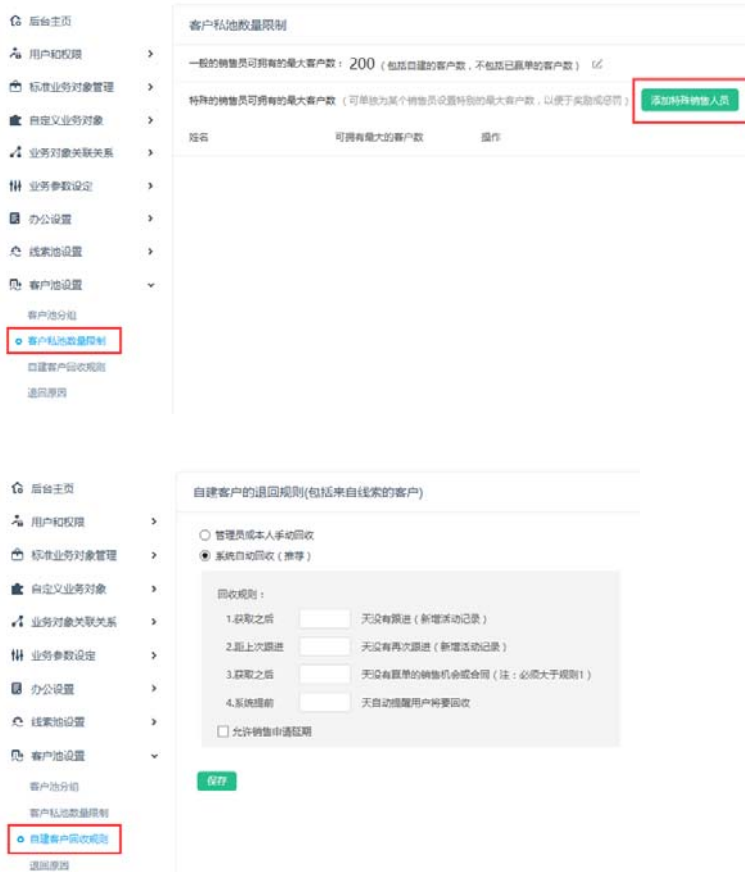 后台主页
用户和权限
标准业务对象管理
自定义业务对象
业务对象关联关系
业务参数设定
办公设置
线索池设置
客户池设置
客户池分组
客户私池数量限制
自建客户回收规则
退回原因
客户私池数量限制
一般的销售员可拥有的最大客户数： 200 （包括自建的客户数，不包括已赢单的客户数）
特殊的销售员可拥有的最大客户数 （可单独为某个销售员设置特别的最大客户数，以便于奖励或惩罚） 添加特殊销售人员
姓名 可拥有最大的客户数 操作
后台主页
用户和权限
标准业务对象管理
自定义业务对象
业务对象关联关系
业务参数设定
办公设置
线索池设置
客户池设置
客户池分组
客户私池数量限制
自建客户回收规则
退回原因
自建客户的退回规则(包括来自线索的客户)
管理员或本人手动回收
系统自动回收（推荐）
回收规则：
1.获取之后 天没有跟进（新增活动记录）
2.距上次跟进 天没有再次跟进（新增活动记录）
3.获取之后 天没有赢单的销售机会或合同（注：必须大于规则1）
4.系统提前 天自动提醒用户将要回收
允许销售申请延期
保存